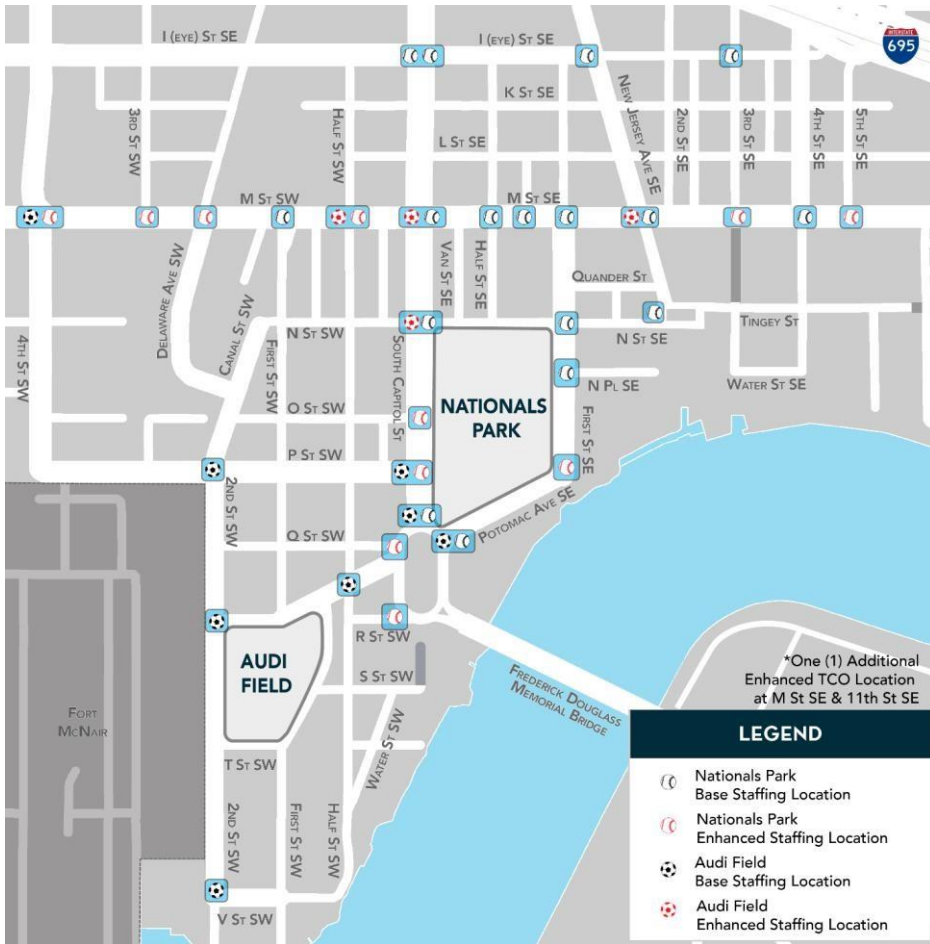 I (EYE) ST SE
I (EYE) ST SE
INTERSTATE
695
K ST SE
3RD ST SW
HALF ST SW
L ST SE
NEW JERSEY AVE SE
2ND ST SE
3RD ST SE
4TH ST SE
5TH ST SE
M ST SW
M ST SE
DELAWARE AVE SW
CANAL ST SW
VAN ST SE
HALF ST SE
QUANDER ST
4TH ST SW
FIRST ST SW
N ST SW
SOUTH CAPITOL ST
N ST SE
TINGEY ST
NATIONALS
PARK
N PL SE
WATER ST SE
O ST SW
FIRST ST SE
P ST SW
2ND ST SW
POTOMAC AVE SE
Q ST SW
R ST SW
AUDI
FIELD
S ST SW
FREDERICK DOUGLASS
MEMORIAL BRIDGE
*One (1) Additional
Enhanced TCO Location
at M St SE & 11th St SE
FORT
MCNAIR
WATER ST SW
T ST SW
2ND ST SW
FIRST ST SW
HALF ST SW
V ST SW
LEGEND
Nationals Park
Base Staffing Location
Nationals Park
Enhanced Staffing Location
Audi Field
Base Staffing Location
Audi Field
Enhanced Staffing Location